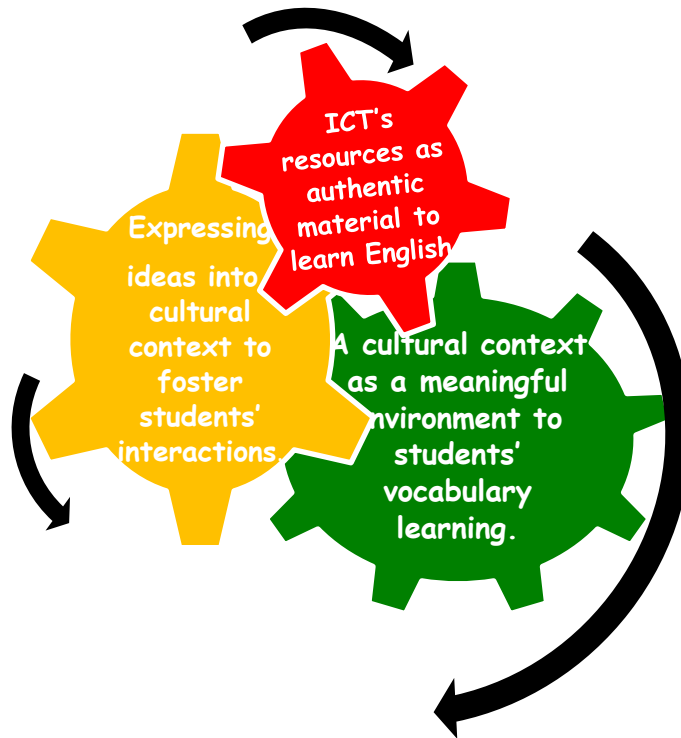 ICT's
resources as
authentic
material to
learn English
Expressing
ideas into
cultural
context to
foster
students'
interactions.
A cultural context
as a meaningful
nvironment to
students'
vocabulary
learning.